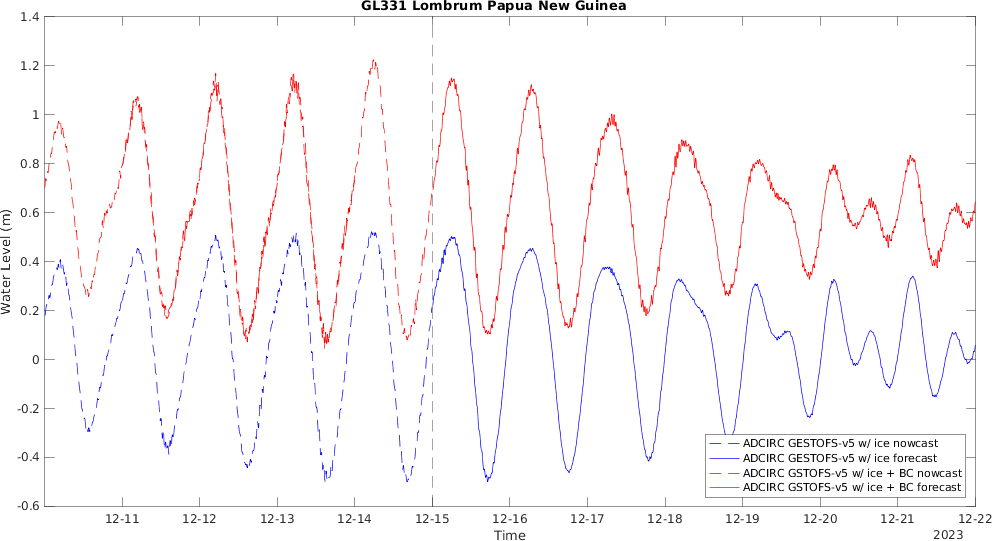 GL331 Lombrum Papua New Guinea
1.4
1.2
1
0.8
0.6
0.4
0.2
0
-0.2
-0.4
-0.6
Water Level (m)
12-11 12-12 12-13 12-14 12-15 12-16 12-17 12-18 12-19 12-20 12-21 12-22
Time
2023
ADCIRC GESTOFS-v5 w/ ice nowcast
ADCIRC GESTOFS-v5 w/ ice forecast
ADCIRC GSTOFS-v5 w/ ice + BC nowcast
ADCIRC GSTOFS-v5 w/ ice + BC forecast